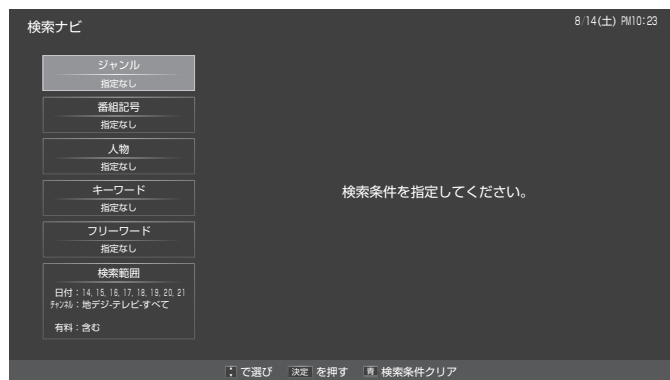 検索ナビ
8/14(土) PM10:23
ジャンル
指定なし
番組記号
指定なし
人物
指定なし
キーワード
指定なし
フリーワード
指定なし
検索範囲
日付：14, 15, 16, 17, 18, 19, 20, 21
チャンネル：地デジ-テレビ-すべて
有料：含む
検索条件を指定してください。
で選び 決定 を押す 青 検索条件クリア